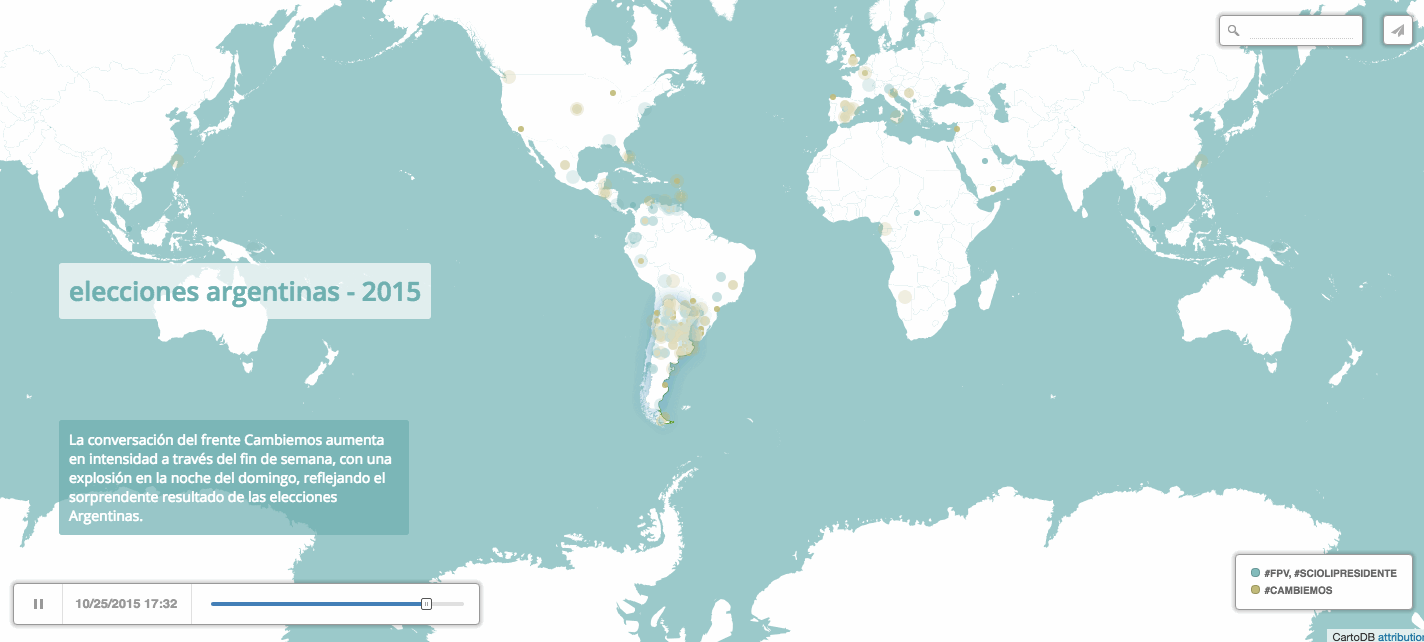 elecciones argentinas - 2015
La conversación del frente Cambiemos aumenta
en intensidad a través del fin de semana, con una
explosión en la noche del domingo, reflejando el
sorprendente resultado de las elecciones
Argentinas.
10/25/2015 17:32
#FPV, #SCIOLIPRESIDENTE
#CAMBIEMOS
CartoDB attribution